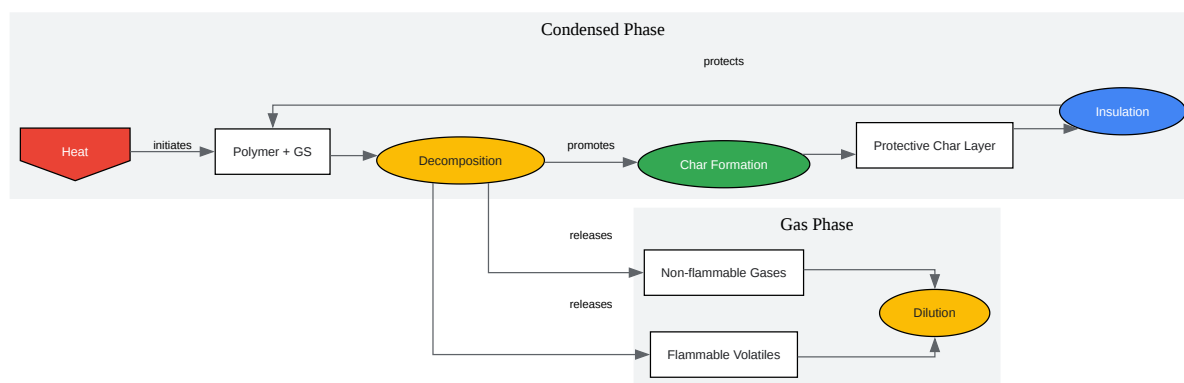 Condensed Phase
protects
Insulation
Heat
initiates
Polymer + GS
Decomposition
promotes
Char Formation
Protective Char Layer
Gas Phase
releases
Non-flammable Gases
releases
Dilution
Flammable Volatiles